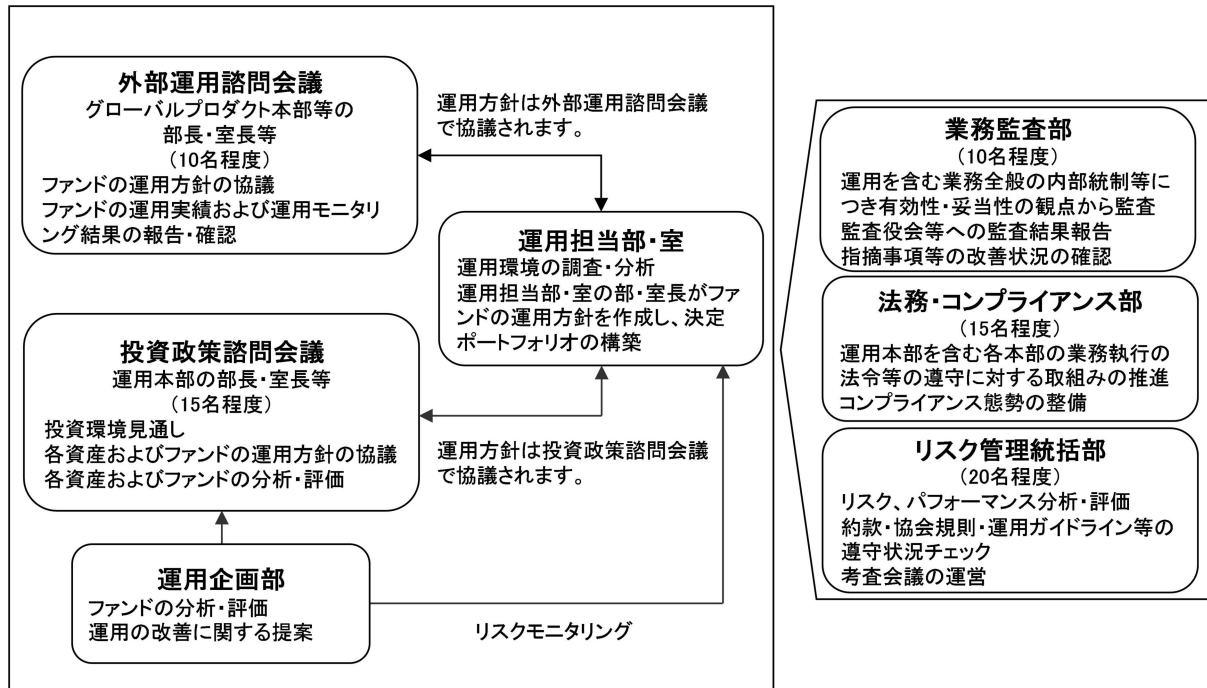 外部運用諮問会議
グローバルプロダクト本部等の
部長・室長等
(10名程度)
ファンドの運用方針の協議
ファンドの運用実績および運用モニタリ
ング結果の報告・確認
運用方針は外部運用諮問会議
で協議されます。
運用担当部・室
運用環境の調査・分析
運用担当部・室の部・室長がファ
ンドの運用方針を作成し、決定
ポートフォリオの構築
投資政策諮問会議
運用本部の部長・室長等
(15名程度)
投資環境見通し
各資産およびファンドの運用方針の協議
各資産およびファンドの分析・評価
運用方針は投資政策諮問会議
で協議されます。
運用企画部
ファンドの分析・評価
運用の改善に関する提案
リスクモニタリング
業務監査部
(10名程度)
運用を含む業務全般の内部統制等に
つき有効性・妥当性の観点から監査
監査役会等への監査結果報告
指摘事項等の改善状況の確認
法務・コンプライアンス部
(15名程度)
運用本部を含む各本部の業務執行の
法令等の遵守に対する取組みの推進
コンプライアンス態勢の整備
リスク管理統括部
(20名程度)
リスク、パフォーマンス分析・評価
約款・協会規則・運用ガイドライン等の
遵守状況チェック
考査会議の運営